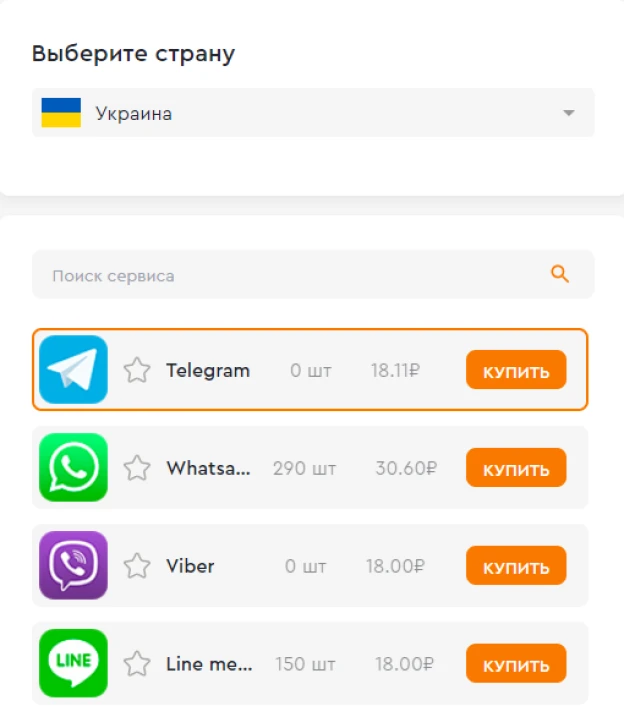 Выберите страну
Украина
Поиск сервиса
Telegram 0 шт 18.11₽ КУПИТЬ
Whatsa... 290 шт 30.60₽ КУПИТЬ
Viber 0 шт 18.00₽ КУПИТЬ
LINE Line me... 150 шт 18.00₽ КУПИТЬ